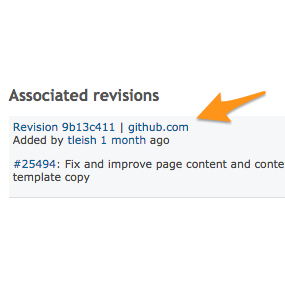 Associated revisions
Revision 9b13c411 | github.com
Added by tleish 1 month ago
#25494: Fix and improve page content and conte
template copy